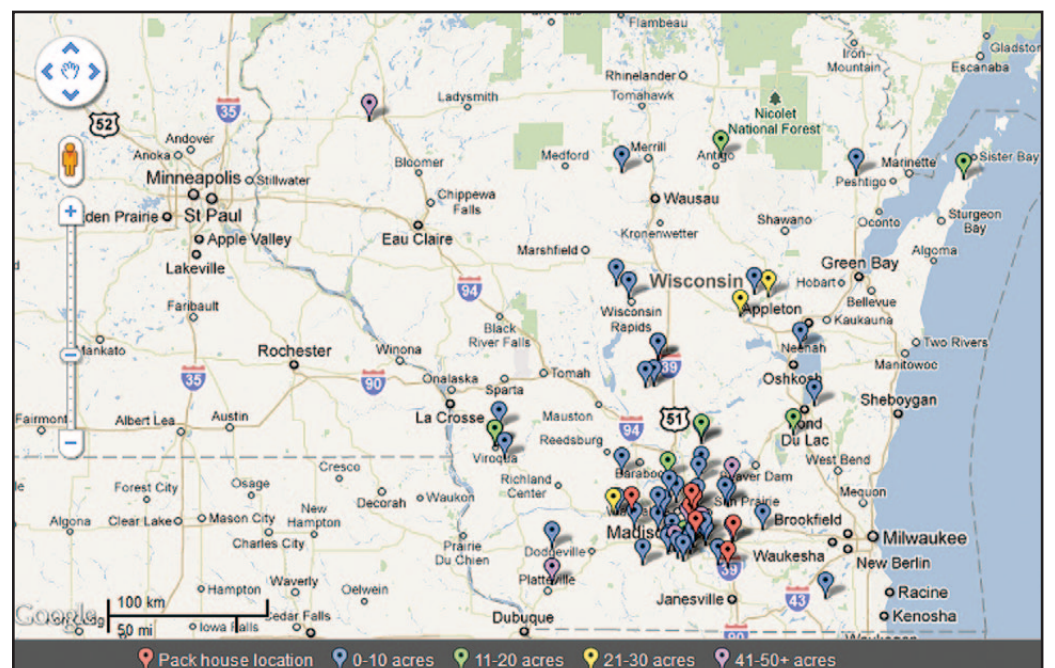 Flambeau
Gladston
Iron-
Mountain
Escanaba
Rhinelander
Tomahawk
Ladysmith
35
52
Nicolet
National Forest
Andover
Anoka
Bloomer
Medford
Merrill
Antigo
Marinette
Sister Bay
Peshtigo
Minneapolis
Stillwater
Chippewa
Falls
Wausau
den Prairie
St Paul
Shawano
Oconto
Sturgeon
Bay
Apple Valley
Eau Claire
Kronenwetter
Marshfield
Algoma
Lakeville
Green Bay
Wisconsin
Hobart
94
Bellevue
Faribault
Wisconsin
Rapids
Appleton
Kaukauna
Black
River Falls
Mankato
Rochester
Winona
Neenah
Two Rivers
Manitowoc
35
90
39
Oshkosh
Onalaska
Sparta
Tomah
Sheboygan
Fairmont
Albert Lea
Austin
La Crosse
Mauston
94
51
Fond
Du Lac
Reedsburg
Viroqua
Baraboo
West Bend
Cresco
Richland
Center
Beaver Dam
Forest City
Osage
Decorah
Waukon
Sun Prairie
Mequon
Algona
Clear Lake
Mason City
New
Hampton
Madison
Brookfield
Milwaukee
Charles City
Prairie
Du Chien
Dodgeville
Waukesha
New Berlin
39
Platteville
Hampton
Waverly
Oelwein
Janesville
43
Racine
100 km
50 mi
Google
Iowa Falls
Cedar Falls
Dubuque
Kenosha
90
Waukegan
Pack house location 0-10 acres 11-20 acres 21-30 acres 41-50+ acres